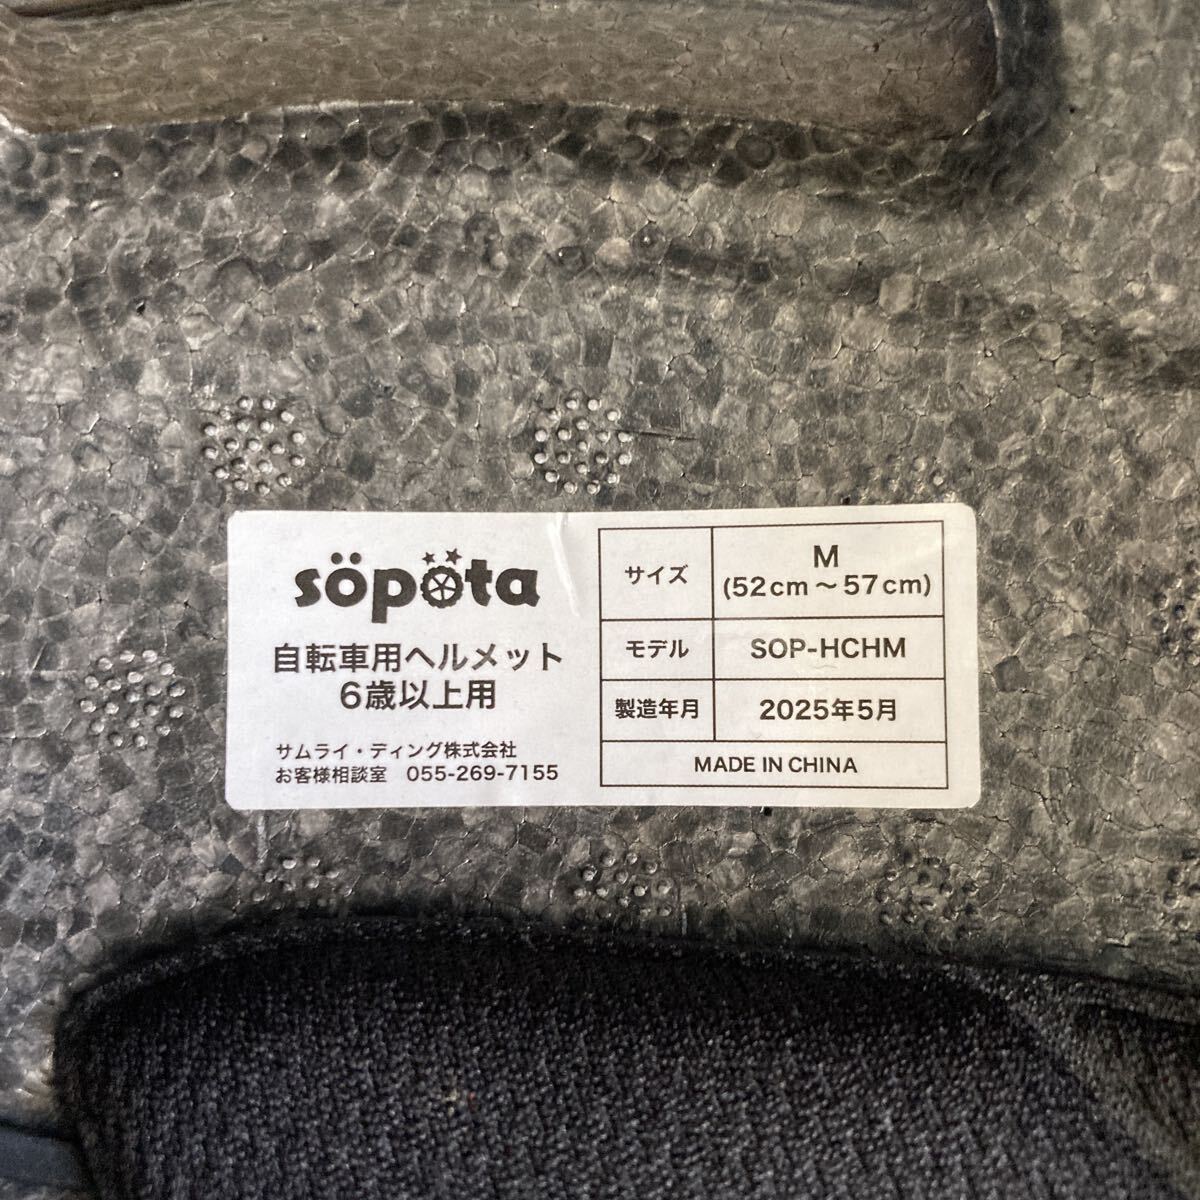 söpöta
自転車用ヘルメット
6歳以上用
サムライ・ディング株式会社
お客様相談室 055-269-7155
サイズ M
(52cm～57cm)
モデル SOP-HCHM
製造年月 2025年5月
MADE IN CHINA